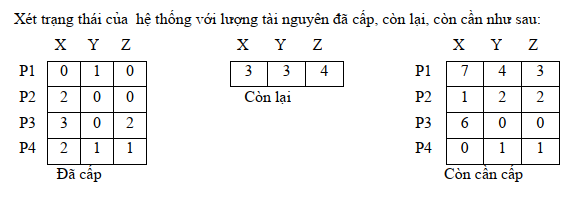 Xét trạng thái của hệ thống với lượng tài nguyên đã cấp, còn lại, còn cần như sau:
X Y Z X Y Z X Y Z
P1 0 1 0 3 3 4 P1 7 4 3
P2 2 0 0 Còn lại P2 1 2 2
P3 3 0 2 P3 6 0 0
P4 2 1 1 P4 0 1 1
Đã cấp Còn cần cấp